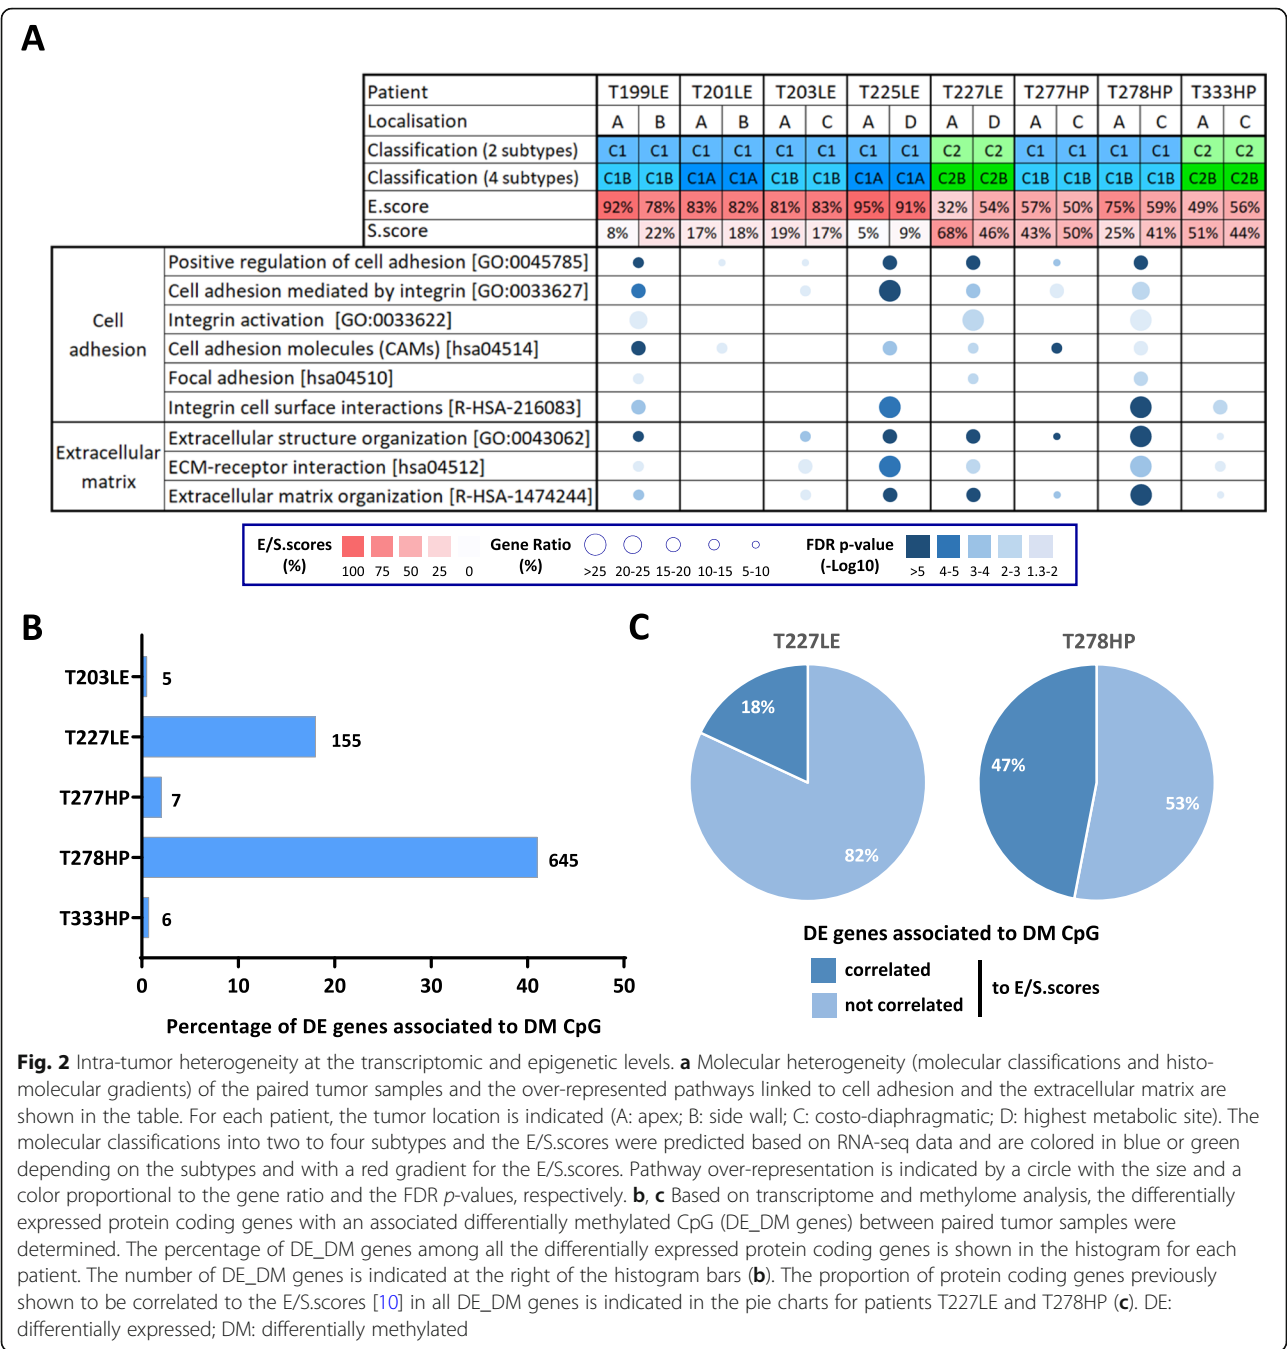 A
Patient T199LE T201LE T203LE T225LE T227LE T277HP T278HP T333HP
Localisation A B A B A C A D A D A C A C A C
Classification (2 subtypes) C1 C1 C1 C1 C1 C1 C1 C1 C2 C2 C1 C1 C1 C1 C2 C2
Classification (4 subtypes) C1B C1B C1A C1A C1B C1B C1A C1A C2B C2B C1B C1B C1B C1B C2B C2B
E.score 92% 78% 83% 82% 81% 83% 95% 91% 32% 54% 57% 50% 75% 59% 49% 56%
S.score 8% 22% 17% 18% 19% 17% 5% 9% 68% 46% 43% 50% 25% 41% 51% 44%
Cell
adhesion
Positive regulation of cell adhesion [GO:0045785]
Cell adhesion mediated by integrin [GO:0033627]
Integrin activation [GO:0033622]
Cell adhesion molecules (CAMs) [hsa04514]
Focal adhesion [hsa04510]
Integrin cell surface interactions [R-HSA-216083]
Extracellular
matrix
Extracellular structure organization [GO:0043062]
ECM-receptor interaction [hsa04512]
Extracellular matrix organization [R-HSA-1474244]
E/S.scores
(%)
100 75 50 25 0
Gene Ratio
(%)
>25 20-25 15-20 10-15 5-10
FDR p-value
(-Log10)
>5 4-5 3-4 2-3 1.3-2
B
T203LE 5
T227LE 155
T277HP 7
T278HP 645
T333HP 6
0 10 20 30 40 50
Percentage of DE genes associated to DM CpG
C
T227LE
18%
82%
T278HP
47%
53%
DE genes associated to DM CpG
correlated
not correlated
to E/S.scores
Fig. 2 Intra-tumor heterogeneity at the transcriptomic and epigenetic levels. a Molecular heterogeneity (molecular classifications and histo-
molecular gradients) of the paired tumor samples and the over-represented pathways linked to cell adhesion and the extracellular matrix are
shown in the table. For each patient, the tumor location is indicated (A: apex; B: side wall; C: costo-diaphragmatic; D: highest metabolic site). The
molecular classifications into two to four subtypes and the E/S.scores were predicted based on RNA-seq data and are colored in blue or green
depending on the subtypes and with a red gradient for the E/S.scores. Pathway over-representation is indicated by a circle with the size and a
color proportional to the gene ratio and the FDR p-values, respectively. b, c Based on transcriptome and methylome analysis, the differentially
expressed protein coding genes with an associated differentially methylated CpG (DE_DM genes) between paired tumor samples were
determined. The percentage of DE_DM genes among all the differentially expressed protein coding genes is shown in the histogram for each
patient. The number of DE_DM genes is indicated at the right of the histogram bars (b). The proportion of protein coding genes previously
shown to be correlated to the E/S.scores [10] in all DE_DM genes is indicated in the pie charts for patients T227LE and T278HP (c). DE:
differentially expressed; DM: differentially methylated